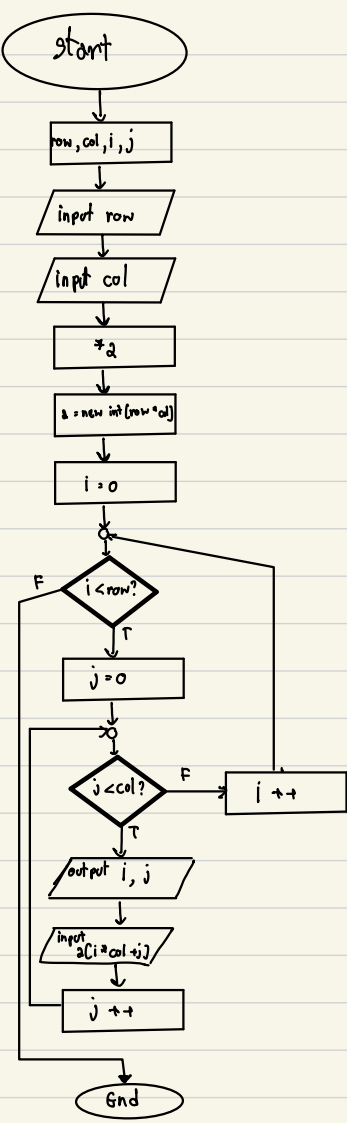 start
row, col, i, j
input row
input col
*a
a = new int[row*col]
i = 0
i < row?
F
T
j = 0
j < col?
F
i ++
T
output i, j
input
a[i*col+j]
j ++
End